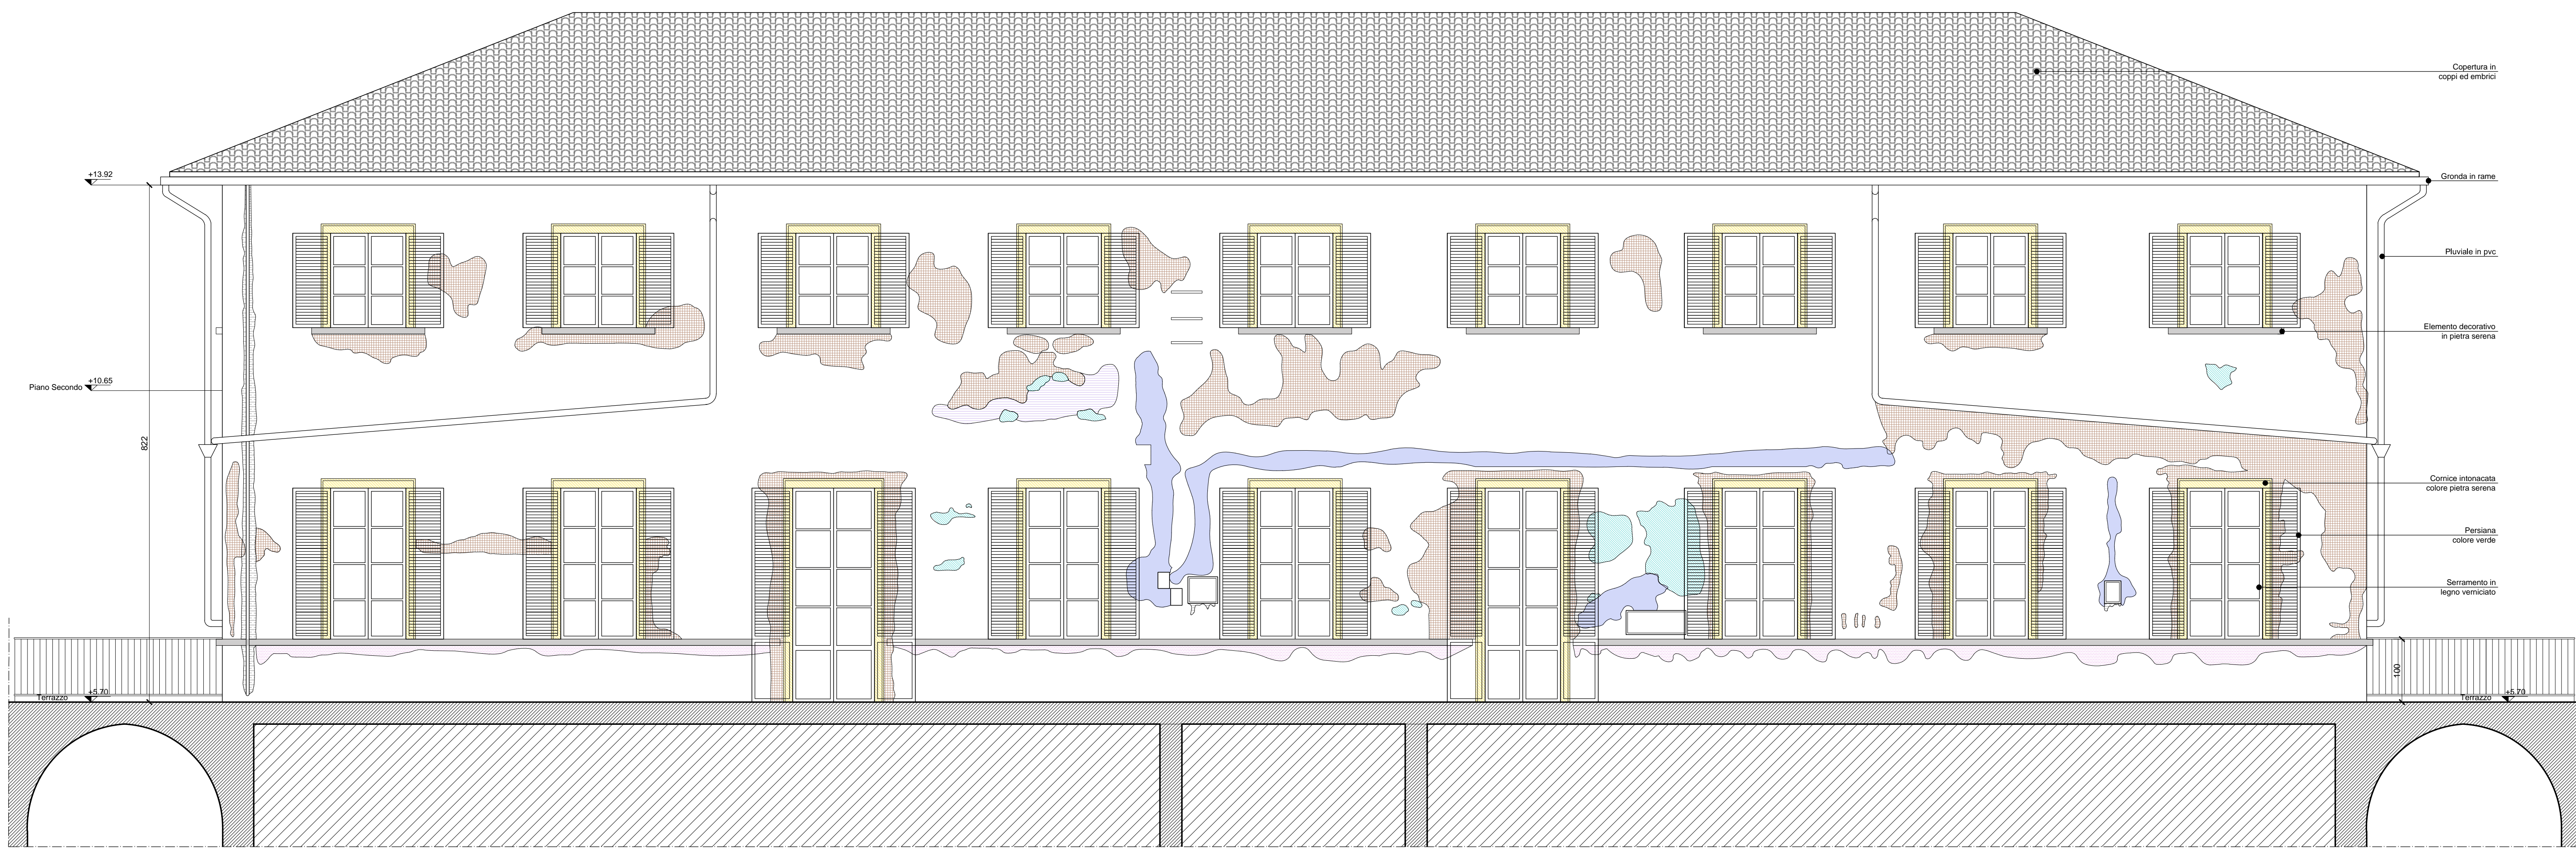 Copertura in
coppi ed embrici
+13.92
Gronda in rame
Pluviale in pvc
Elemento decorativo
in pietra serena
Piano Secondo
+10.65
822
Cornice intonacata
colore pietra serena
Persiana
colore verde
Serramento in
legno verniciato
100
Terrazzo
+5.70
Terrazzo
+5.70